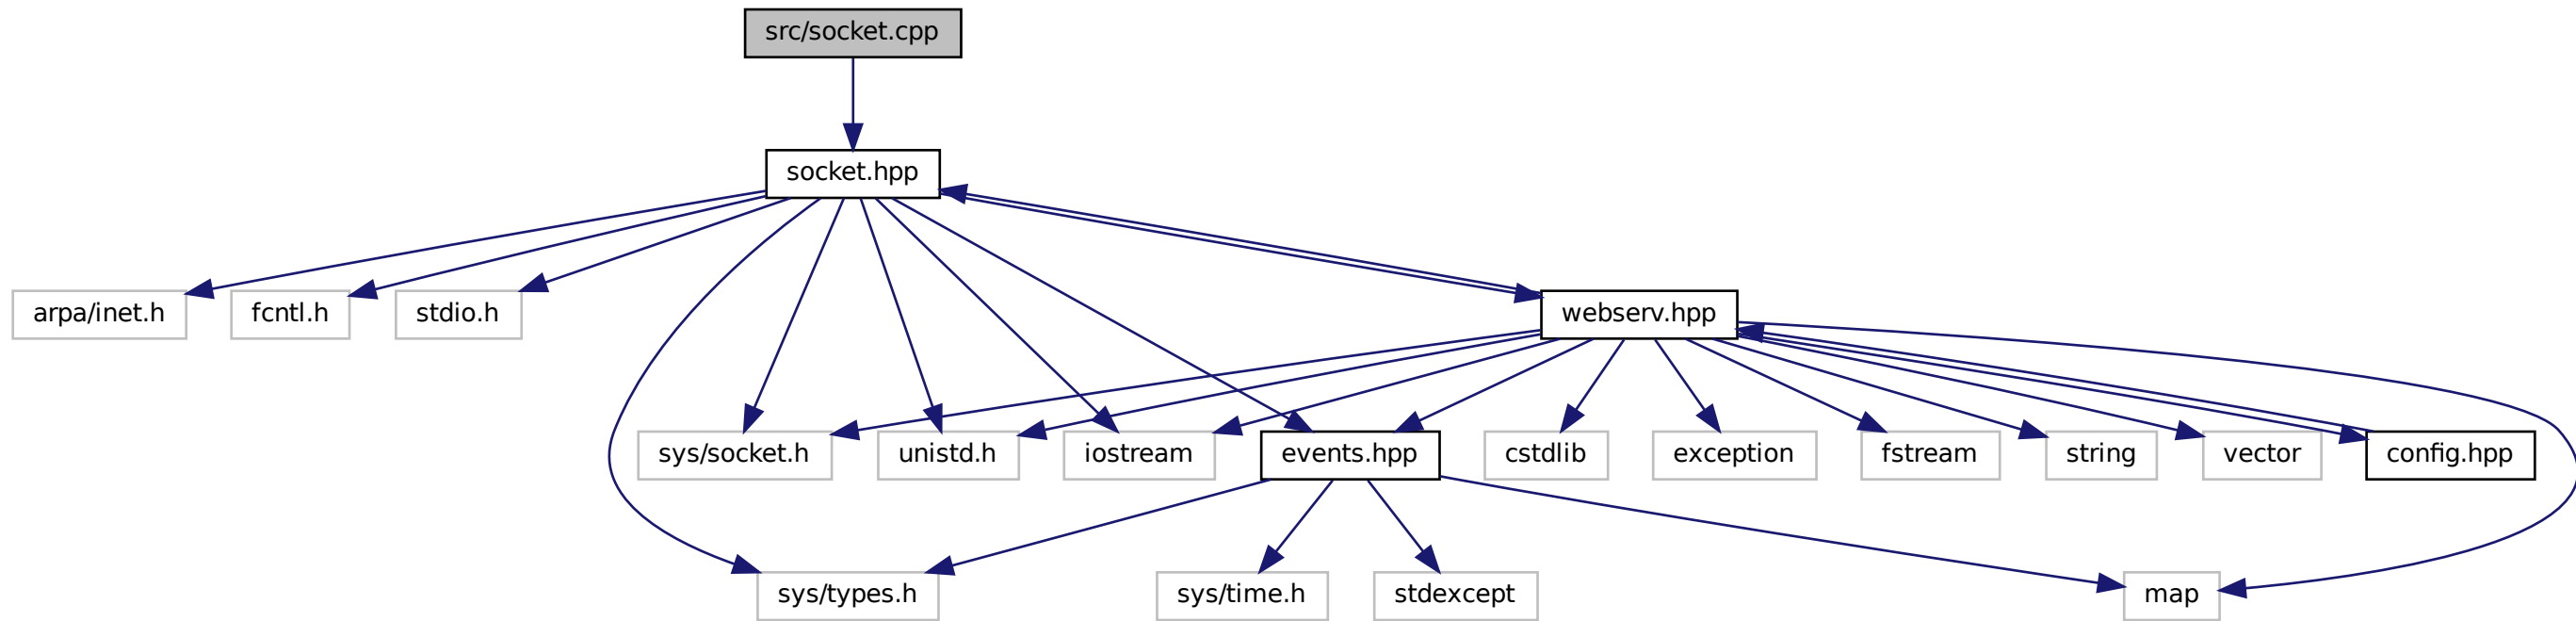 src/socket.cpp
socket.hpp
arpa/inet.h
fcntl.h
stdio.h
webserv.hpp
sys/socket.h
unistd.h
iostream
events.hpp
cstdlib
exception
fstream
string
vector
config.hpp
sys/types.h
sys/time.h
stdexcept
map